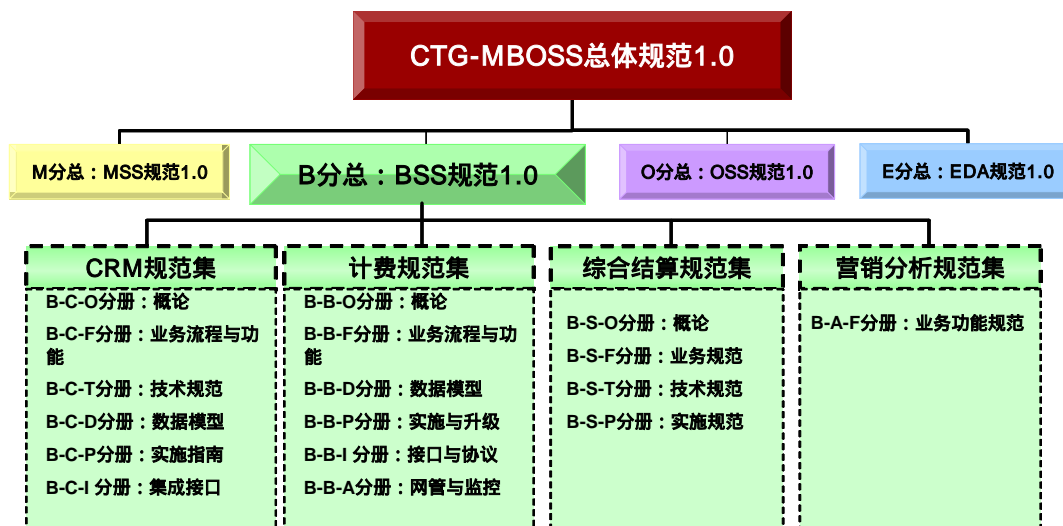 CTG-MBOSS总体规范1.0
M分总：MSS规范1.0
B分总：BSS规范1.0
O分总：OSS规范1.0
E分总：EDA规范1.0
CRM规范集
B-C-O分册：概论
B-C-F分册：业务流程与功
能
B-C-T分册：技术规范
B-C-D分册：数据模型
B-C-P分册：实施指南
B-C-I 分册：集成接口
计费规范集
B-B-O分册：概论
B-B-F分册：业务流程与功
能
B-B-D分册：数据模型
B-B-P分册：实施与升级
B-B-I 分册：接口与协议
B-B-A分册：网管与监控
综合结算规范集
B-S-O分册：概论
B-S-F分册：业务规范
B-S-T分册：技术规范
B-S-P分册：实施规范
营销分析规范集
B-A-F分册：业务功能规范